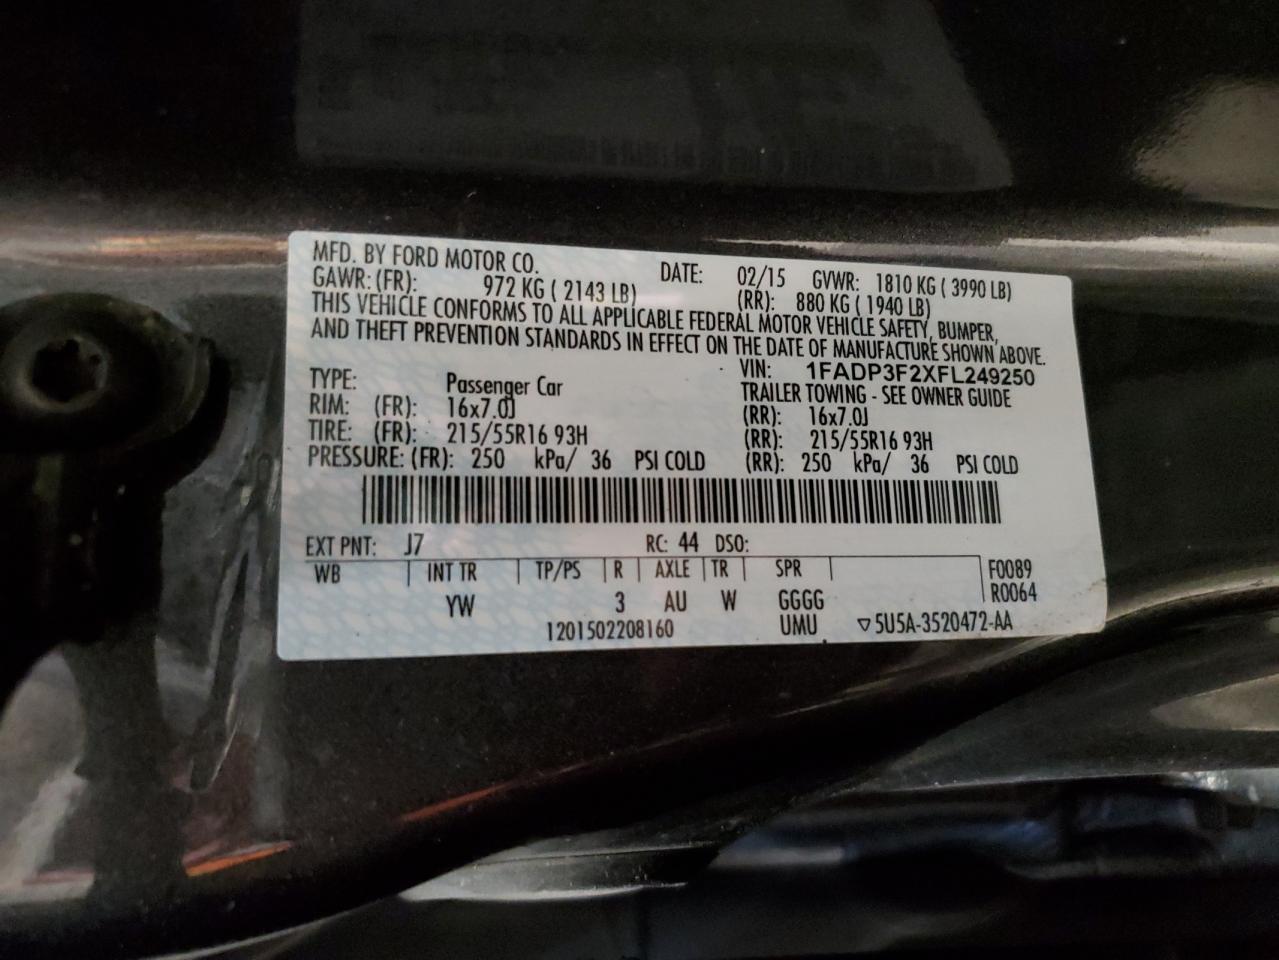 MFD. BY FORD MOTOR CO. DATE: 02/15 GVWR: 1810 KG ( 3990 LB)
GAWR: (FR): 972 KG ( 2143 LB) (RR): 880 KG ( 1940 LB)
THIS VEHICLE CONFORMS TO ALL APPLICABLE FEDERAL MOTOR VEHICLE SAFETY, BUMPER,
AND THEFT PREVENTION STANDARDS IN EFFECT ON THE DATE OF MANUFACTURE SHOWN ABOVE.
VIN: 1FADP3F2XFL249250
TYPE: Passenger Car TRAILER TOWING - SEE OWNER GUIDE
RIM: (FR): 16x7.0J (RR): 16x7.0J
TIRE: (FR): 215/55R16 93H (RR): 215/55R16 93H
PRESSURE: (FR): 250 kPa/ 36 PSI COLD (RR): 250 kPa/ 36 PSI COLD
EXT PNT: J7 RC: 44 DSO:
WB INT TR TP/PS R AXLE TR SPR F0089
YW 3 AU W GGGG R0064
1201502208160 UMU ▽5U5A-3520472-AA